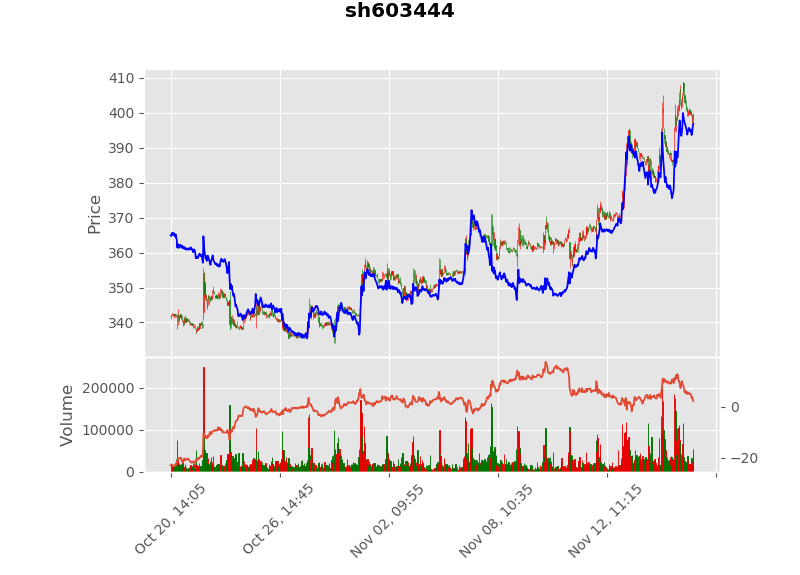 sh603444
410
400
390
380
370
360
350
340
Price
200000
100000
0
Volume
0
−20
Oct 20, 14:05
Oct 26, 14:45
Nov 02, 09:55
Nov 08, 10:35
Nov 12, 11:15